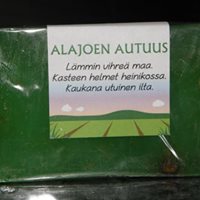 ALAJOEN AUTUUS
Lämmin vihreä maa.
Kasteen helmet heinikossa.
Kaukana utuinen ilta.